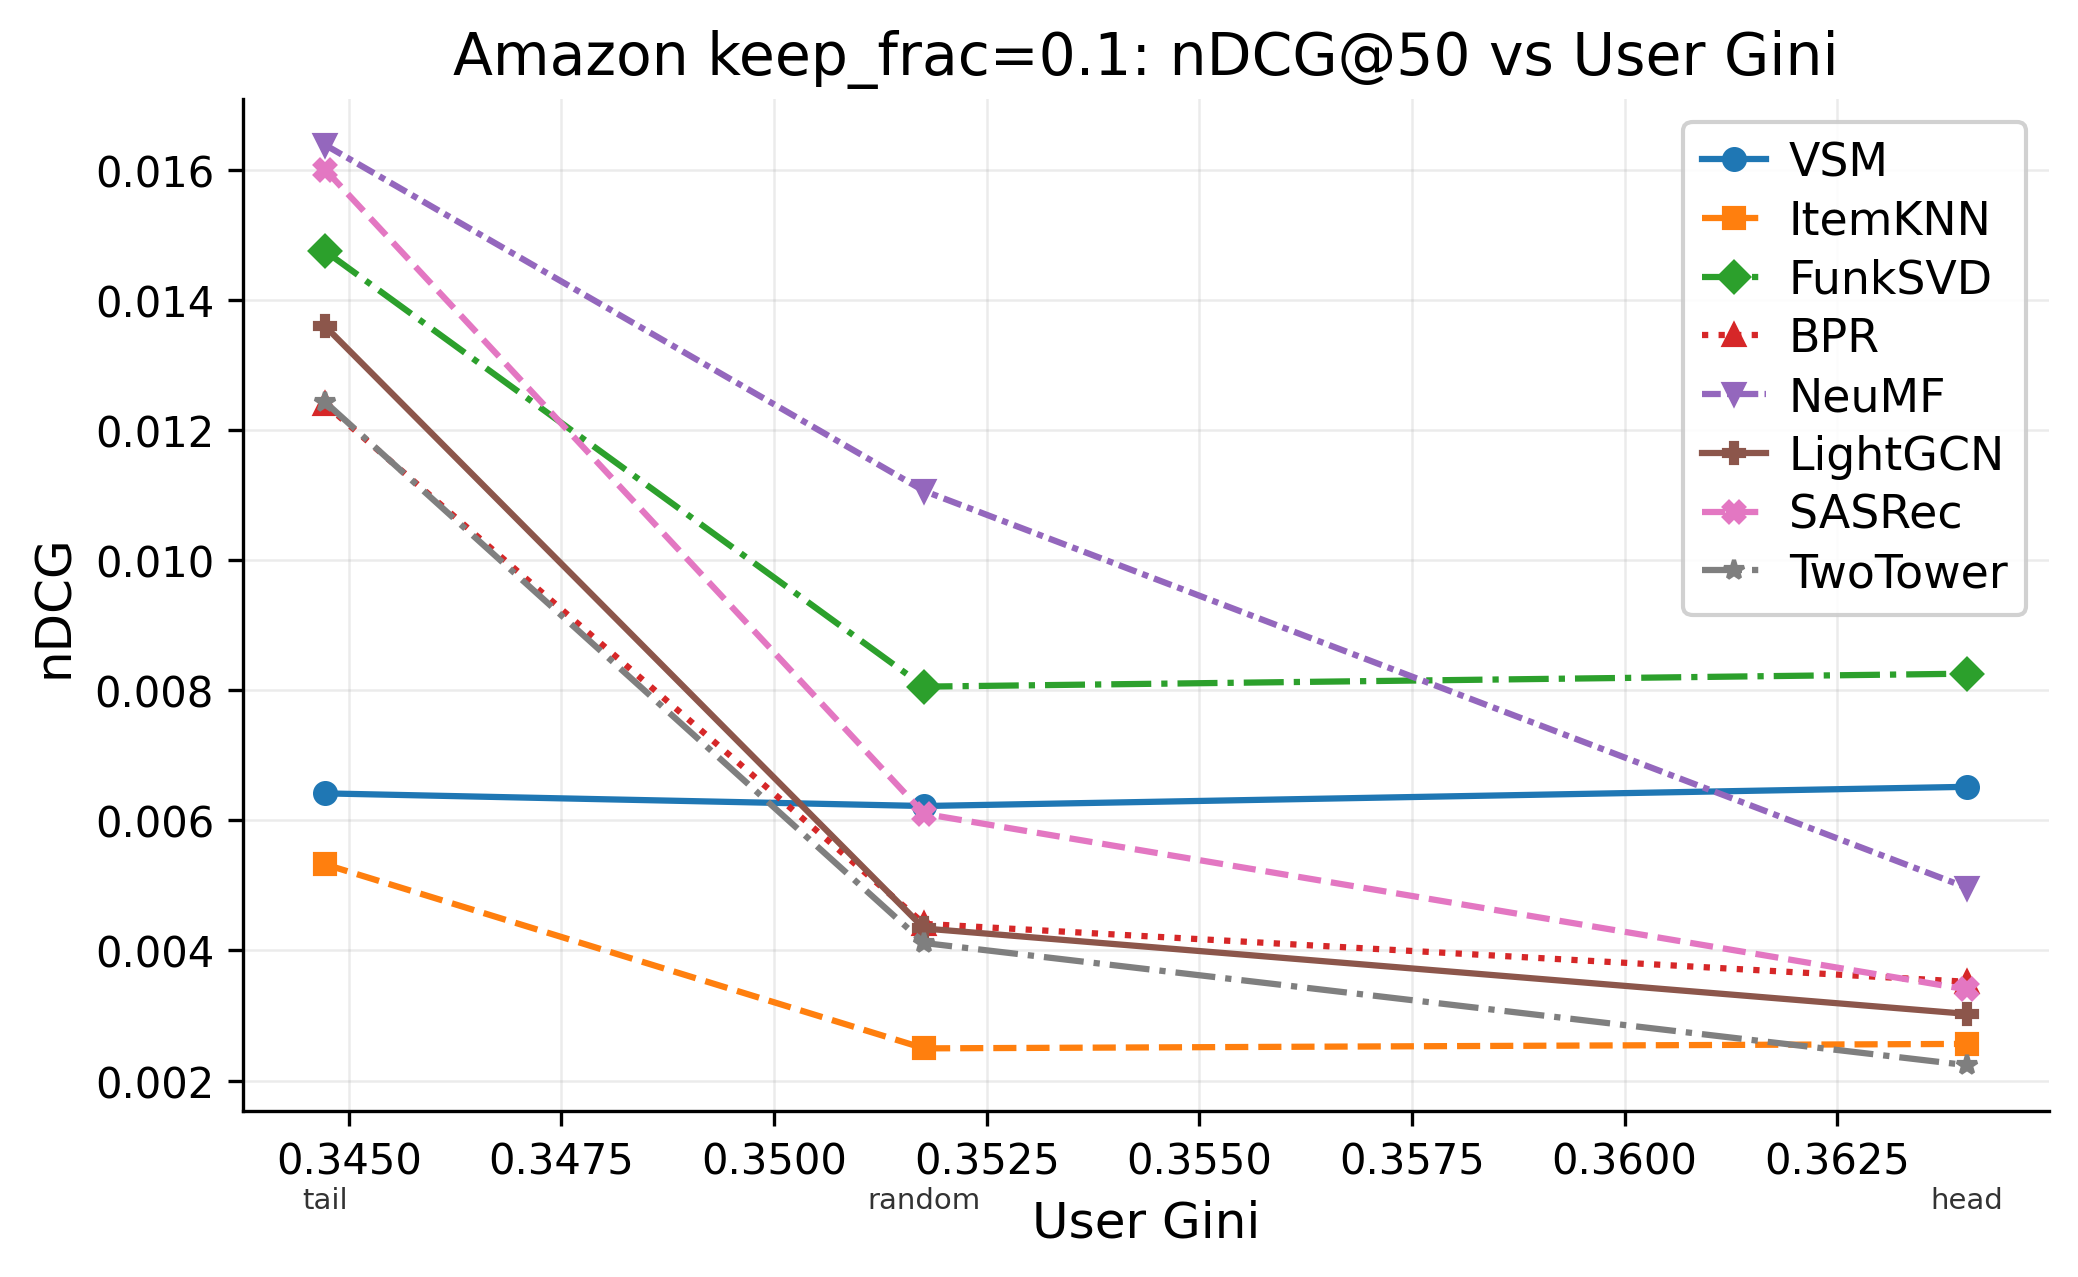 Amazon keep_frac=0.1: nDCG@50 vs User Gini
nDCG
0.016
0.014
0.012
0.010
0.008
0.006
0.004
0.002
VSM
ItemKNN
FunkSVD
BPR
NeuMF
LightGCN
SASRec
TwoTower
0.3450 0.3475 0.3500 0.3525 0.3550 0.3575 0.3600 0.3625
tail random head
User Gini